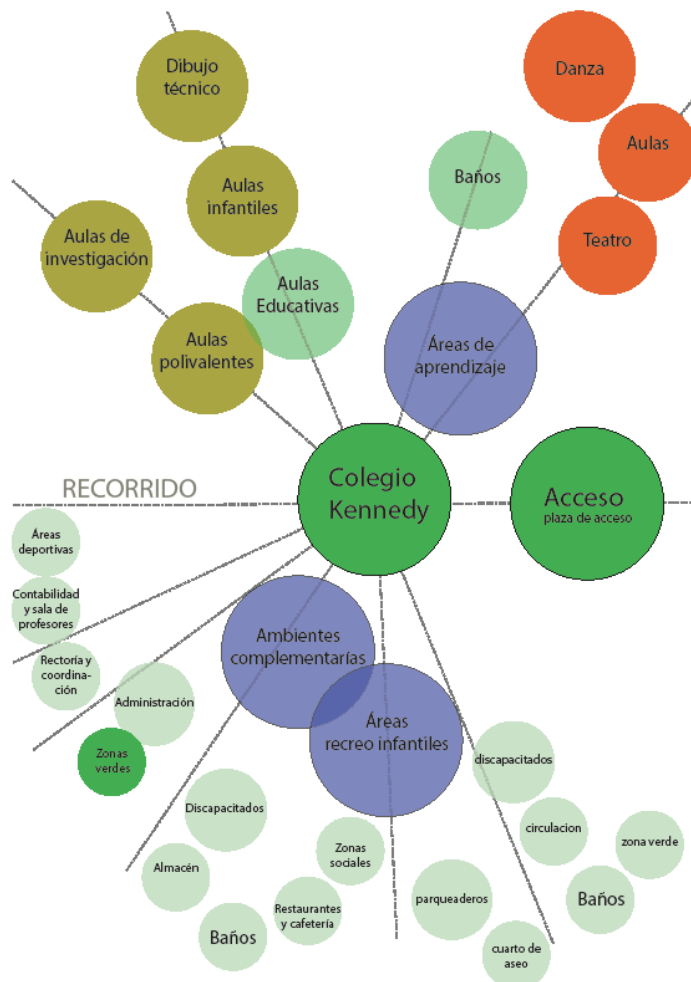 Dibujo
técnico
Danza
Aulas
Aulas
infantiles
Baños
Teatro
Aulas de
investigación
Aulas
Educativas
Aulas
polivalentes
Áreas de
aprendizaje
Colegio
Kennedy
Acceso
plaza de acceso
RECORRIDO
Áreas
deportivas
Contabilidad
y sala de
profesores
Rectoría y
coordina-
ción
Administración
Zonas
verdes
Ambientes
complementarías
Áreas
recreo infantiles
discapacitados
Discapacitados
circulacion
zona verde
Zonas
sociales
Almacén
parqueaderos
Baños
Restaurantes
y cafetería
Baños
cuarto de
aseo